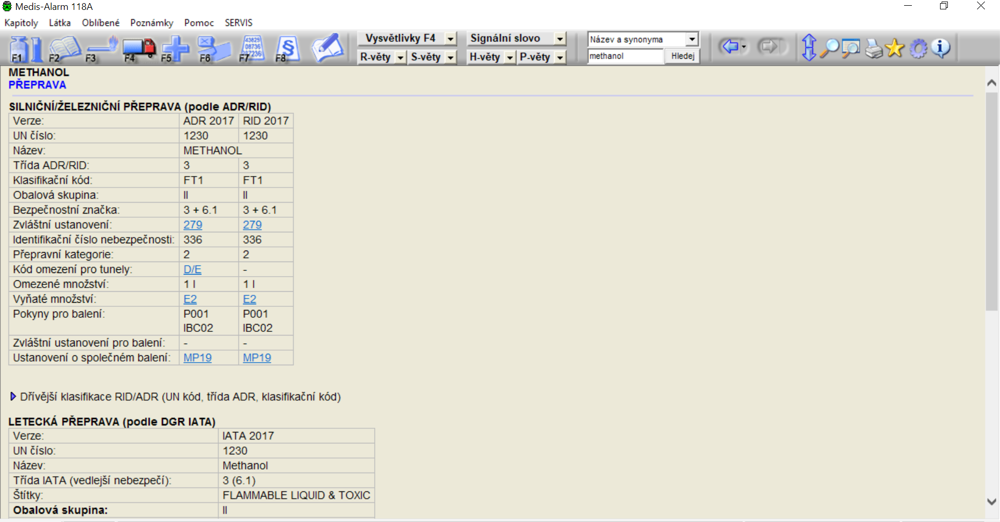 Medis-Alarm 118A
Kapitoly Látka Oblíbené Poznámky Pomoc SERVIS
F1 F2 F3 F4 F5 F6 F7 F8 §
Vysvětlivky F4 Signální slovo Název a synonyma
R-věty S-věty H-věty P-věty methanol Hledej
METHANOL
PŘEPRAVA
SILNIČNÍ/ŽELEZNIČNÍ PŘEPRAVA (podle ADR/RID)
Verze: ADR 2017 RID 2017
UN číslo: 1230 1230
Název: METHANOL
Třída ADR/RID: 3 3
Klasifikační kód: FT1 FT1
Obalová skupina: II II
Bezpečnostní značka: 3 + 6.1 3 + 6.1
Zvláštní ustanovení: 279 279
Identifikační číslo nebezpečnosti: 336 336
Přepravní kategorie: 2 2
Kód omezení pro tunely: D/E -
Omezené množství: 1 l 1 l
Vyňaté množství: E2 E2
Pokyny pro balení: P001 P001
IBC02 IBC02
Zvláštní ustanovení pro balení: - -
Ustanovení o společném balení: MP19 MP19
Dřívější klasifikace RID/ADR (UN kód, třída ADR, klasifikační kód)
LETECKÁ PŘEPRAVA (podle DGR IATA)
Verze: IATA 2017
UN číslo: 1230
Název: Methanol
Třída IATA (vedlejší nebezpečí): 3 (6.1)
Štítky: FLAMMABLE LIQUID & TOXIC
Obalová skupina: II